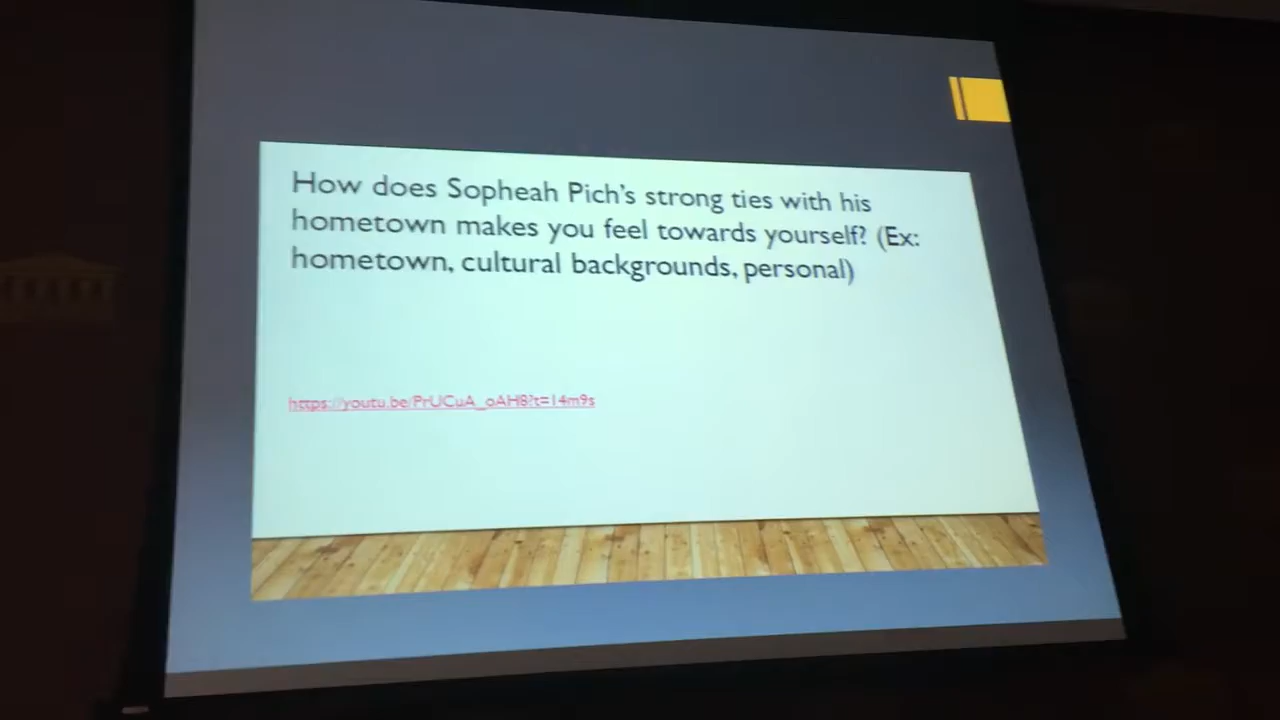 How does Sopheah Pich's strong ties with his
hometown makes you feel towards yourself? (Ex:
hometown, cultural backgrounds, personal)
https://youtu.be/PrUCuA_oAH8?t=14m9s